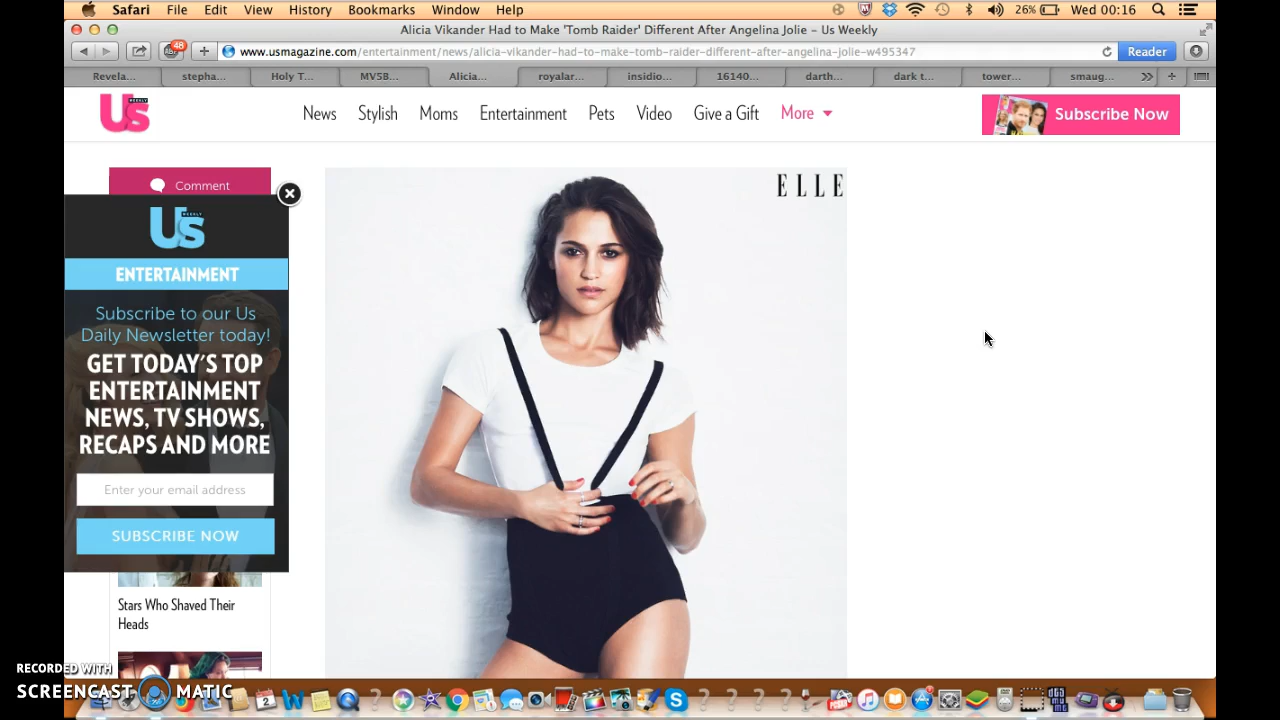 Safari File Edit View History Bookmarks Window Help
26% Wed 00:16
Alicia Vikander Had to Make 'Tomb Raider' Different After Angelina Jolie – Us Weekly
48
www.usmagazine.com/entertainment/news/alicia-vikander-had-to-make-tomb-raider-different-after-angelina-jolie-w495347
Reader
Revela... stepha... Holy T... MV5B... Alicia... royalar... insidio... 16140... darth... dark t... tower... smaug...
Us WEEKLY
News Stylish Moms Entertainment Pets Video Give a Gift More
Subscribe Now
Comment
ELLE
Us WEEKLY
ENTERTAINMENT
Subscribe to our Us
Daily Newsletter today!
GET TODAY'S TOP
ENTERTAINMENT
NEWS, TV SHOWS,
RECAPS AND MORE
Enter your email address
SUBSCRIBE NOW
Stars Who Shaved Their
Heads
RECORDED WITH
SCREENCAST MATIC